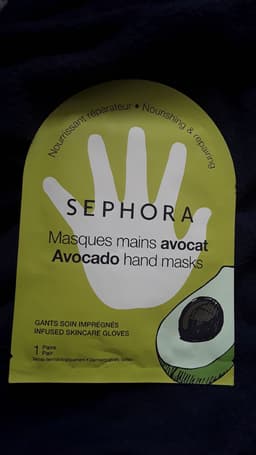 Nourrissant réparateur • Nourishing & repairing
SEPHORA
Masques mains avocat
Avocado hand masks
GANTS SOIN IMPRÉGNÉS
INFUSED SKINCARE GLOVES
1 Paire
Pair